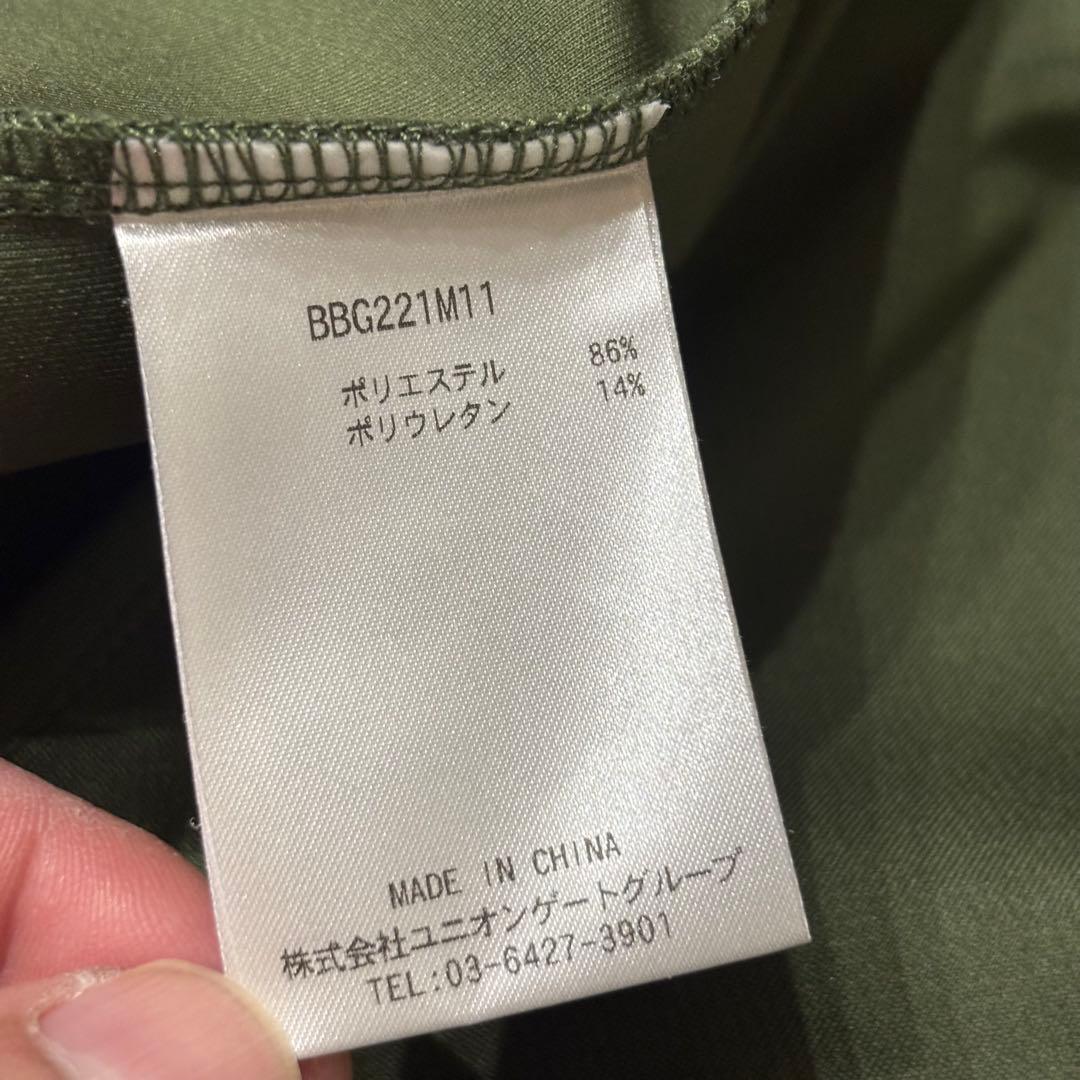 BBG221M11
ポリエステル 86%
ポリウレタン 14%
MADE IN CHINA
株式会社ユニオンゲートグループ
TEL:03-6427-3901